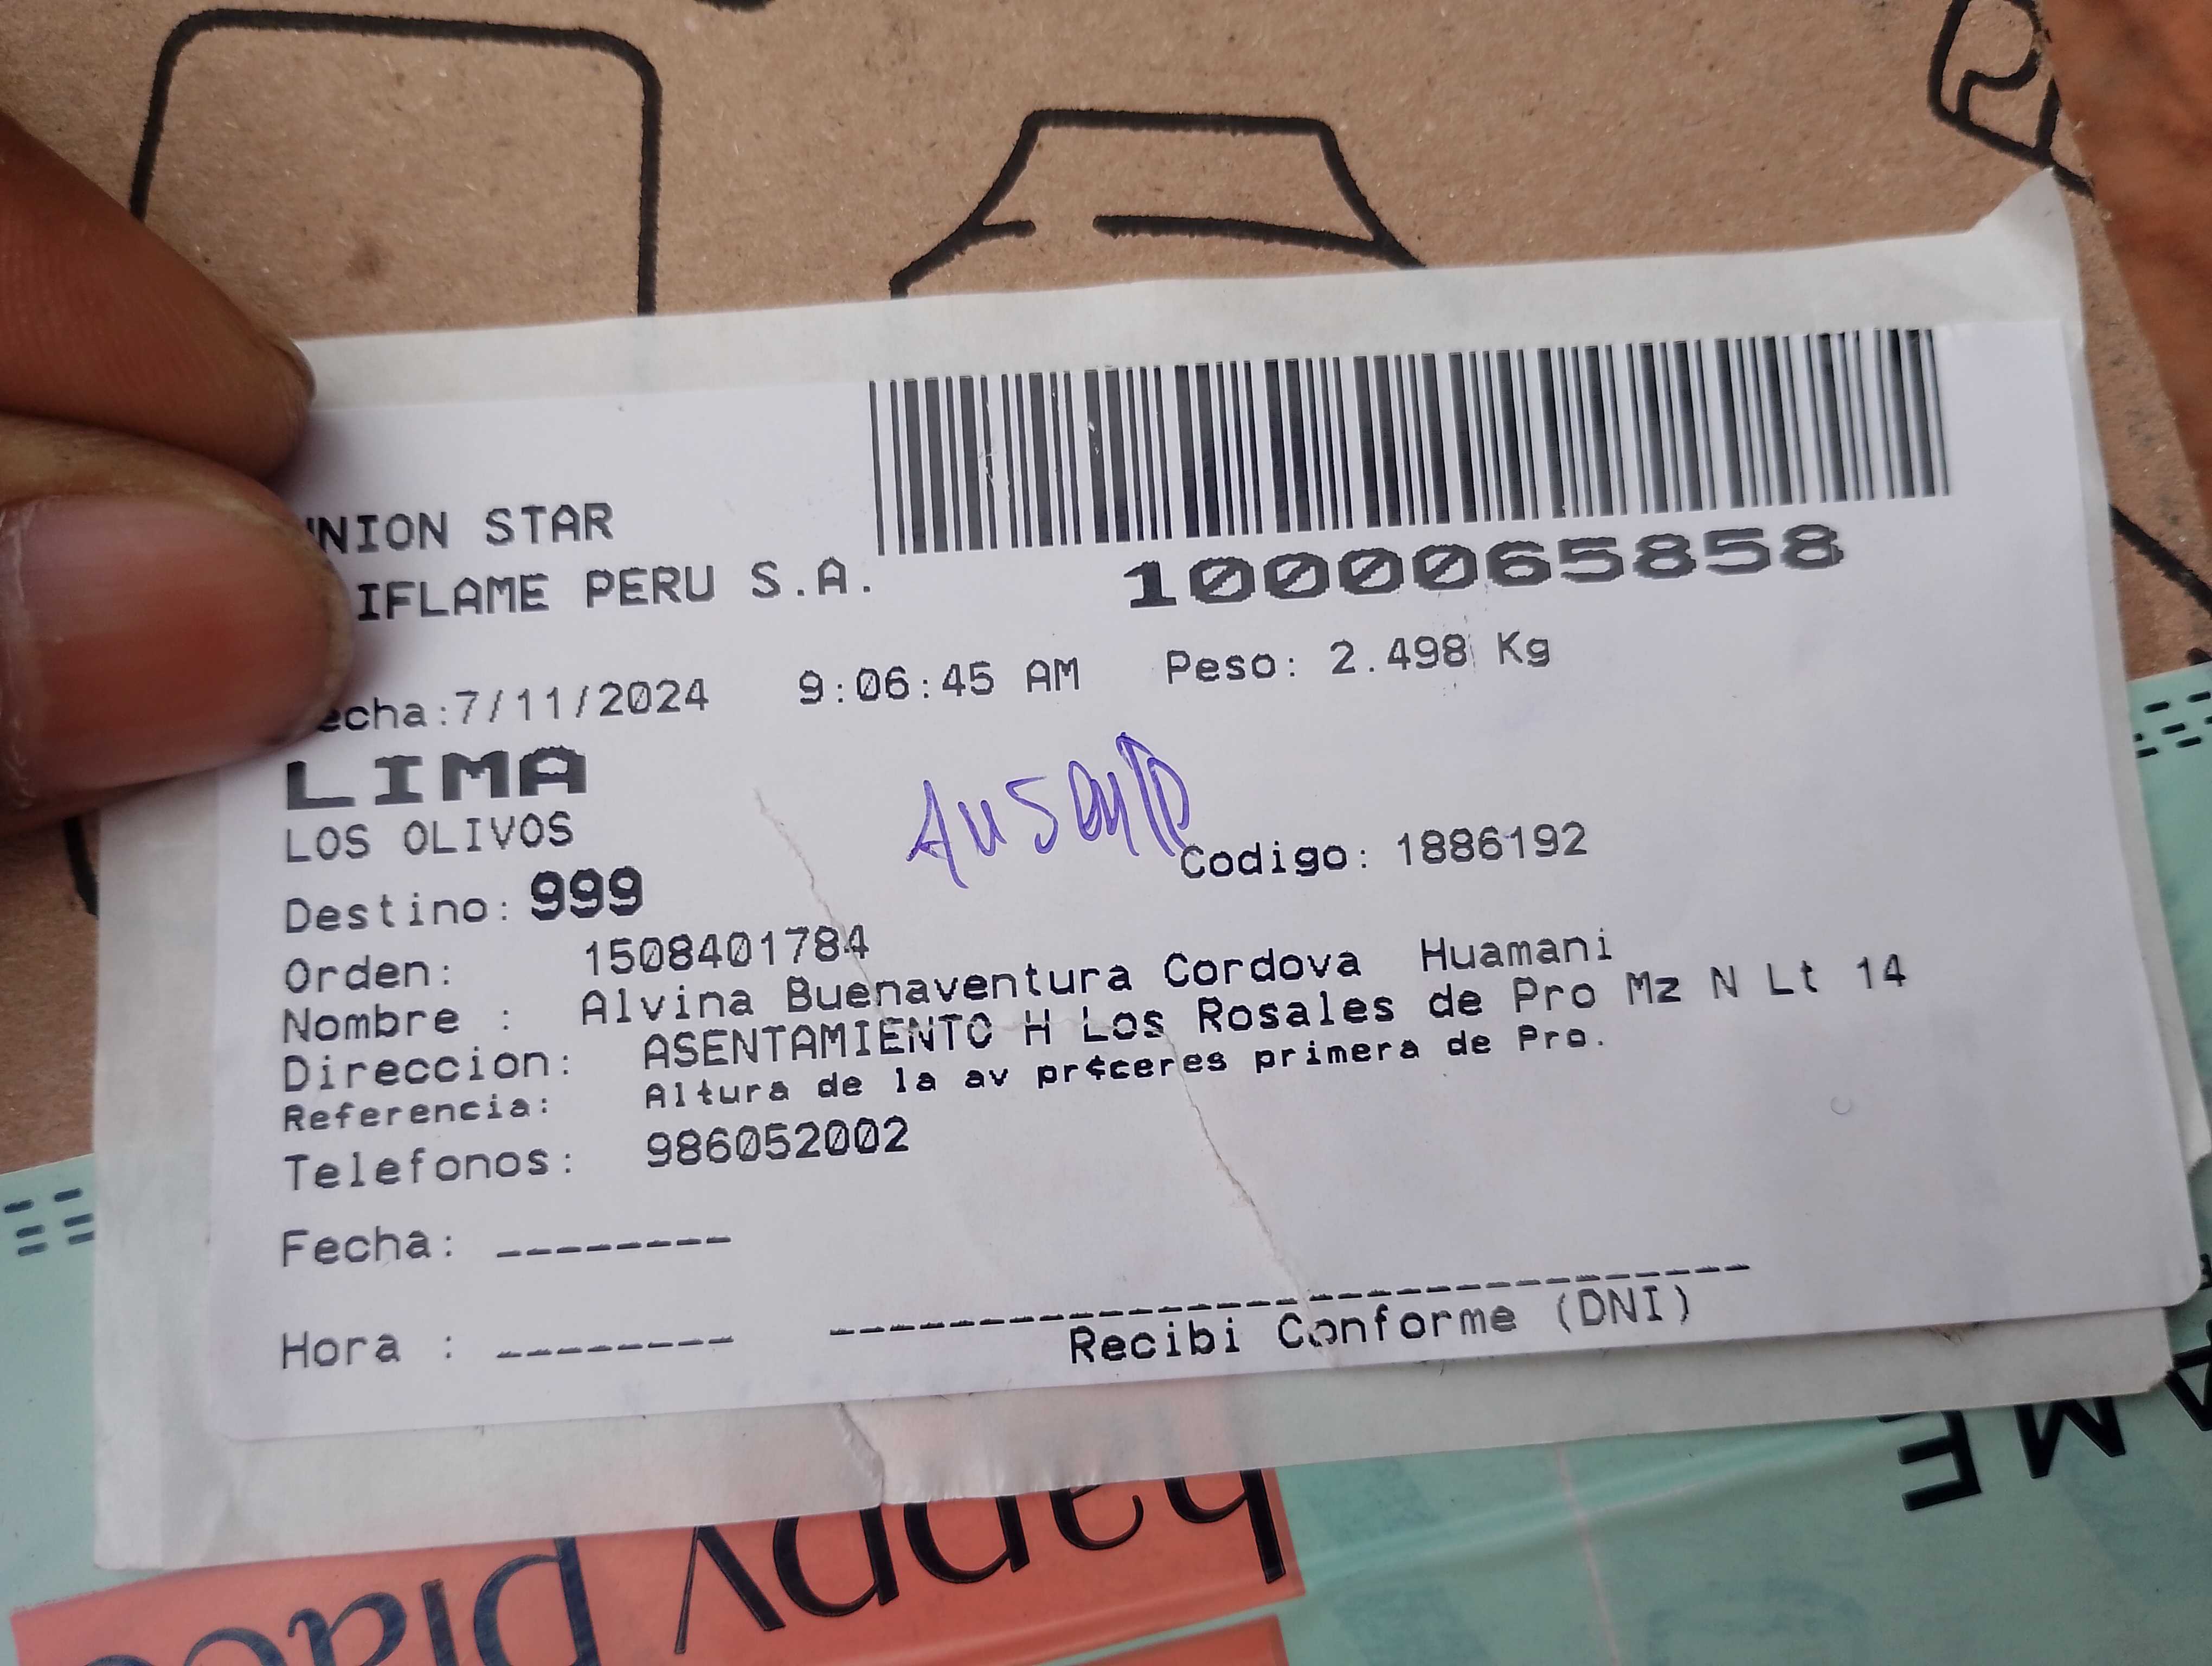 NION STAR
IFLAME PERU S.A.
1000065858
echa:7/11/2024 9:06:45 AM Peso: 2.498 Kg
LIMA
AUSENTE
LOS OLIVOS
Codigo: 1886192
Destino: 999
Orden: 1508401784
Nombre : Alvina Buenaventura Cordova Huamani
Direccion: ASENTAMIENTO H Los Rosales de Pro Mz N Lt 14
Referencia: Altura de la av pr¢ceres primera de Pro.
Telefonos: 986052002
Fecha: --------
Hora : --------
Recibi Conforme (DNI)
happy place
AME